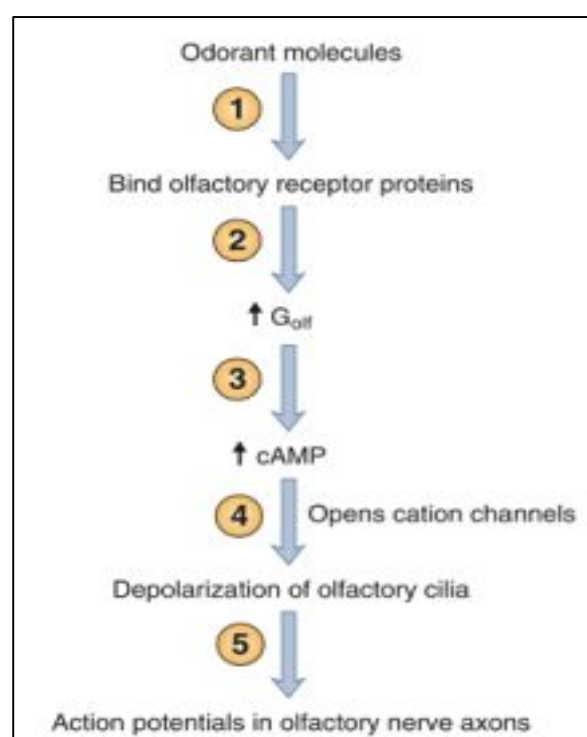 Odorant molecules
1
Bind olfactory receptor proteins
2
↑ Golf
3
↑ cAMP
4 Opens cation channels
Depolarization of olfactory cilia
5
Action potentials in olfactory nerve axons